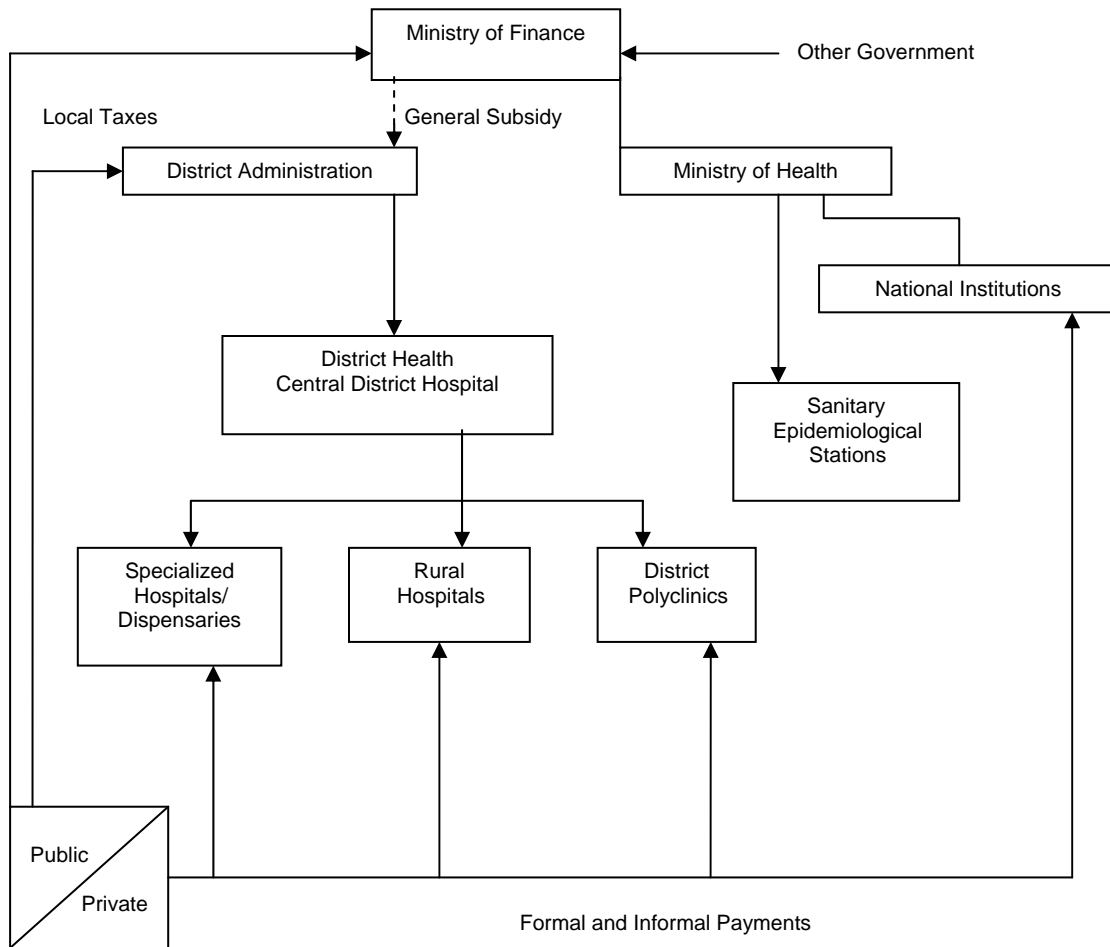 Ministry of Finance
Other Government
Local Taxes
General Subsidy
District Administration
Ministry of Health
National Institutions
District Health
Central District Hospital
Sanitary
Epidemiological
Stations
Specialized
Hospitals/
Dispensaries
Rural
Hospitals
District
Polyclinics
Public
Private
Formal and Informal Payments